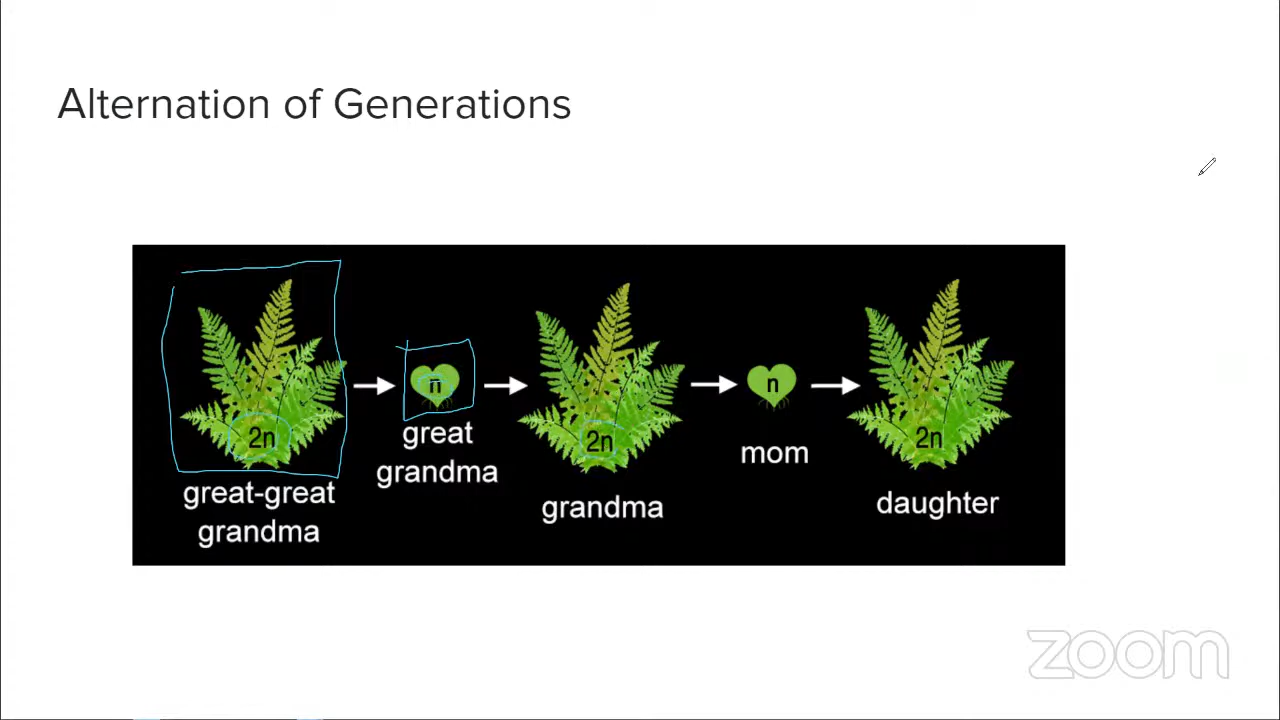 Alternation of Generations
2n
great-great
grandma
n
great
grandma
2n
grandma
n
mom
2n
daughter
zoom